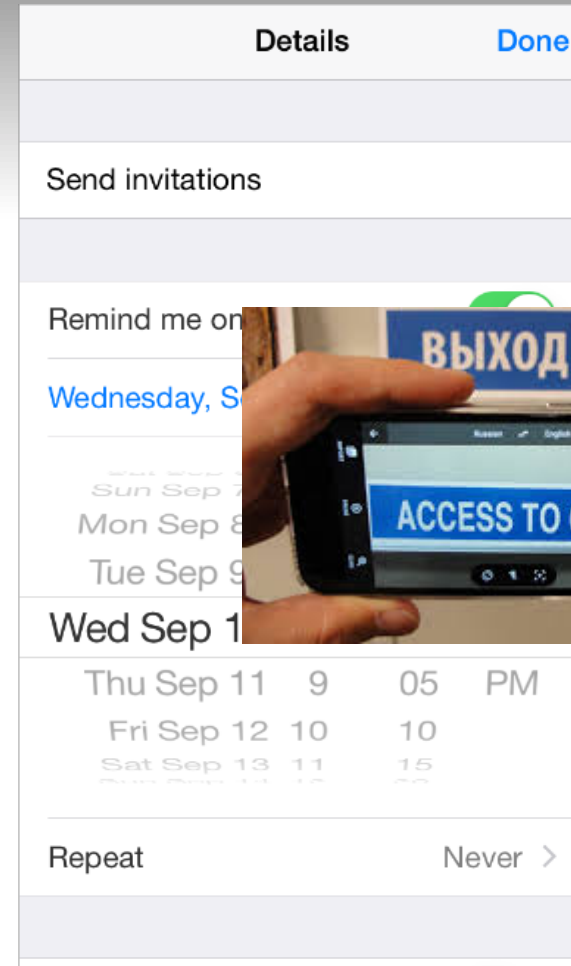 Details Done
Send invitations
Remind me on
ВЫХОД
Wednesday,
Russian English
Sun Sep
Mon Sep 8
ACCESS TO
Tue Sep 9
Wed Sep
Thu Sep 11 9 05 PM
Fri Sep 12 10 10
Sat Sep 13 11 15
Repeat Never